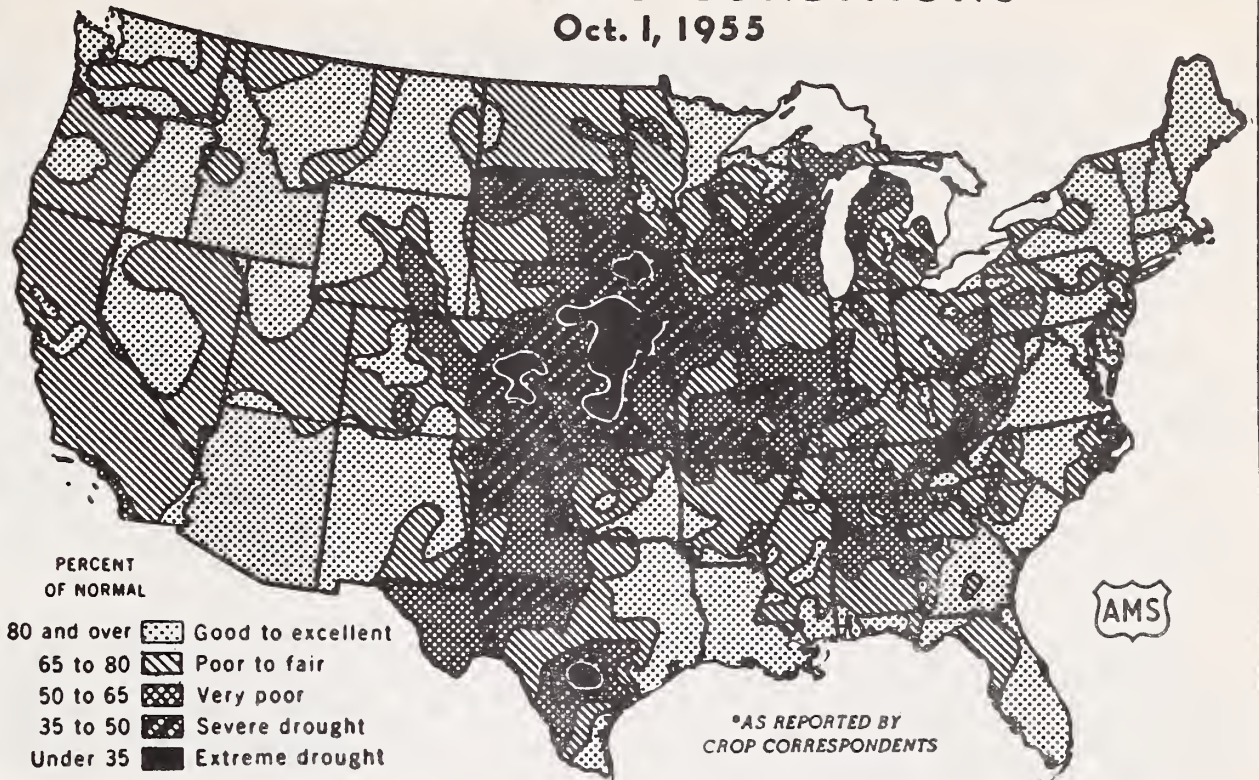 Oct. 1, 1955
PERCENT
OF NORMAL
80 and over Good to excellent
65 to 80 Poor to fair
50 to 65 Very poor
35 to 50 Severe drought
Under 35 Extreme drought
AMS
*AS REPORTED BY
CROP CORRESPONDENTS